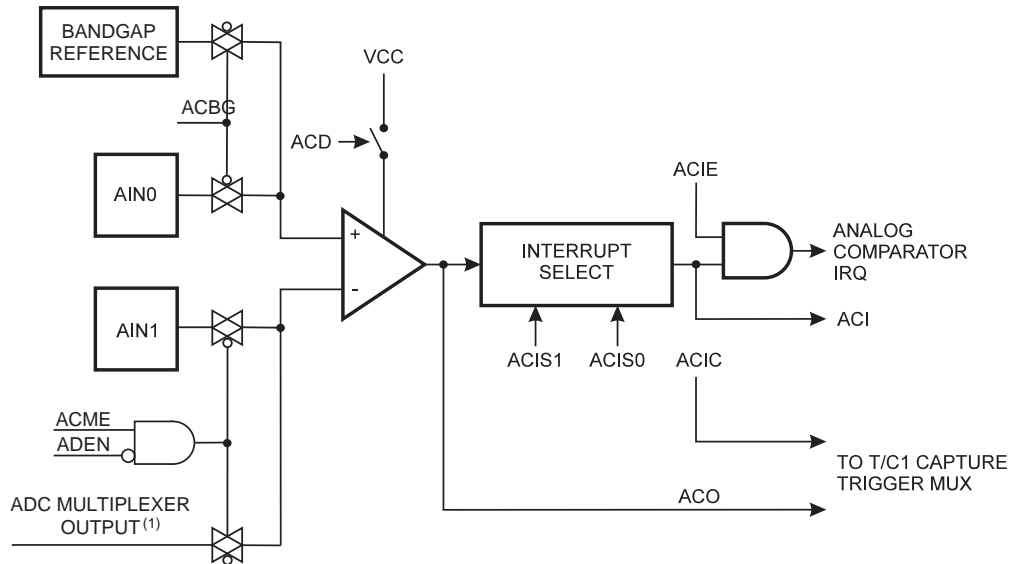 BANDGAP
REFERENCE
VCC
ACBG
ACD
AIN0
ACIE
+
-
INTERRUPT
SELECT
ANALOG
COMPARATOR
IRQ
AIN1
ACI
ACIS1
ACIS0
ACIC
ACME
ADEN
TO T/C1 CAPTURE
TRIGGER MUX
ACO
ADC MULTIPLEXER
OUTPUT (1)